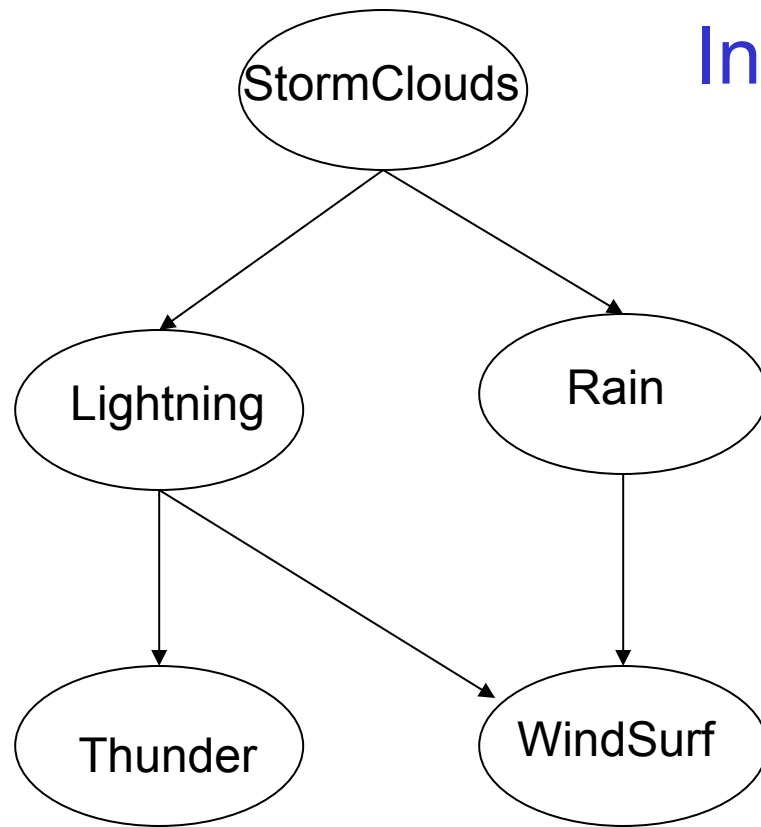 In
StormClouds
Lightning
Rain
Thunder
WindSurf